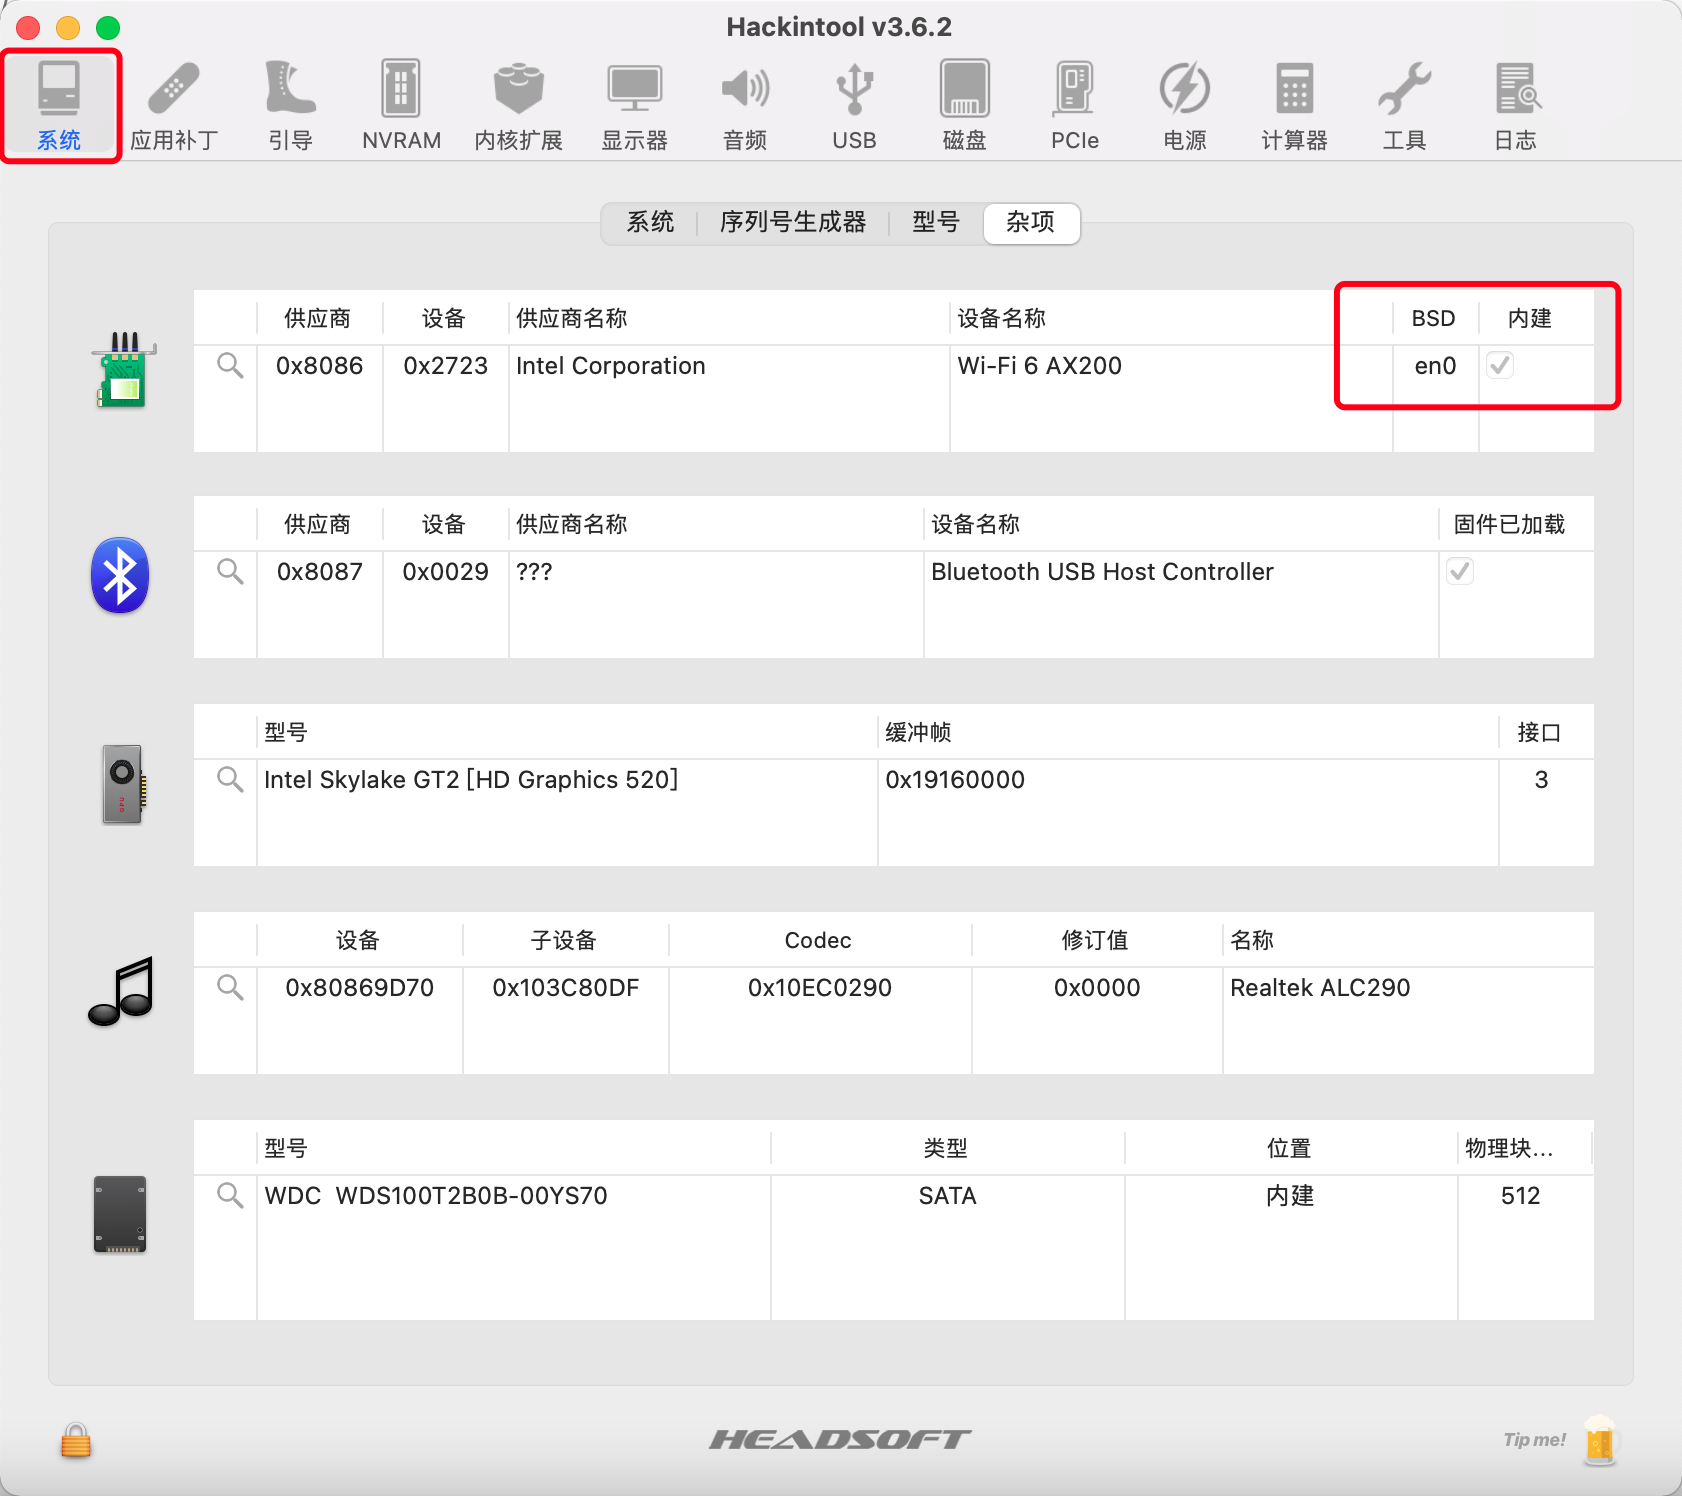 Hackintool v3.6.2
系统 应用补丁 引导 NVRAM 内核扩展 显示器 音频 USB 磁盘 PCIe 电源 计算器 工具 日志
系统 序列号生成器 型号 杂项
供应商 设备 供应商名称 设备名称 BSD 内建
0x8086 0x2723 Intel Corporation Wi-Fi 6 AX200 en0
供应商 设备 供应商名称 设备名称 固件已加载
0x8087 0x0029 ??? Bluetooth USB Host Controller
型号 缓冲帧 接口
Intel Skylake GT2 [HD Graphics 520] 0x19160000 3
设备 子设备 Codec 修订值 名称
0x80869D70 0x103C80DF 0x10EC0290 0x0000 Realtek ALC290
型号 类型 位置 物理块...
WDC WDS100T2B0B-00YS70 SATA 内建 512
HEADSOFT
Tip me!